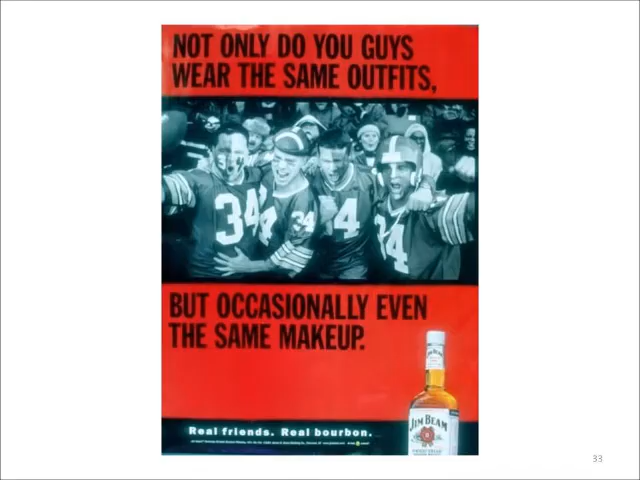 NOT ONLY DO YOU GUYS
WEAR THE SAME OUTFITS,
34
34
4
34
BUT OCCASIONALLY EVEN
THE SAME MAKEUP.
JIM BEAM
Real friends. Real bourbon.
33